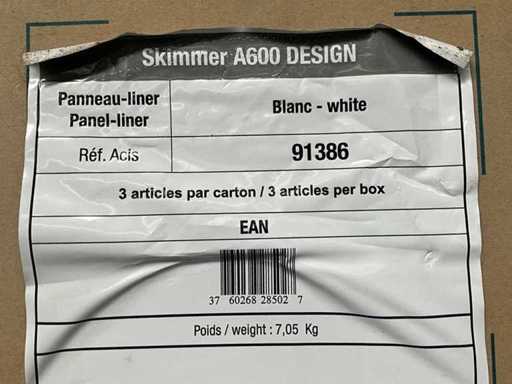 Skimmer A600 DESIGN
Panneau-liner
Panel-liner
Blanc - white
Réf. Acis
91386
3 articles par carton / 3 articles per box
EAN
37 60268 28502 7
Poids / weight : 7,05 Kg